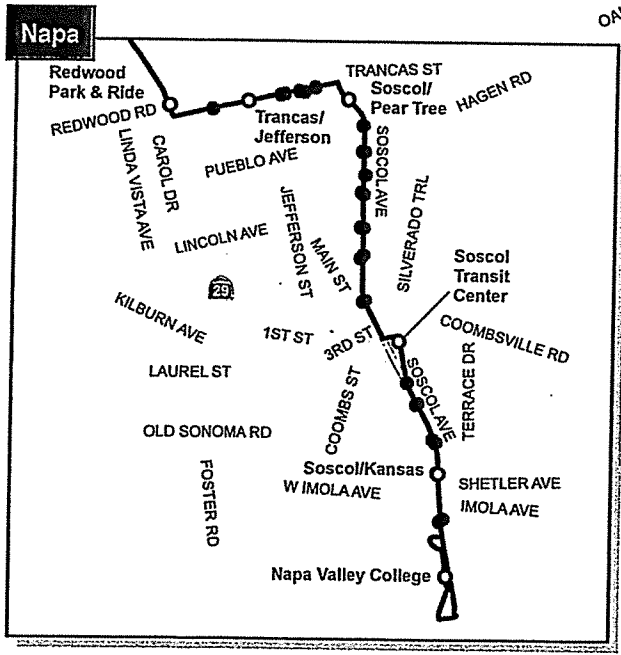 Napa
OA
Redwood
Park & Ride
TRANCAS ST
Soscol/
Pear Tree
HAGEN RD
REDWOOD RD
Trancas/
Jefferson
LINDA VISTA AVE
CAROL DR
PUEBLO AVE
SOSCOL AVE
JEFFERSON ST
MAIN ST
SILVERADO TRL
LINCOLN AVE
29
Soscol
Transit
Center
KILBURN AVE
1ST ST
3RD ST
COOMBSVILLE RD
LAUREL ST
COOMBS ST
SOSCOL AVE
TERRACE DR
OLD SONOMA RD
FOSTER RD
Soscol/Kansas
W IMOLA AVE
SHETLER AVE
IMOLA AVE
Napa Valley College